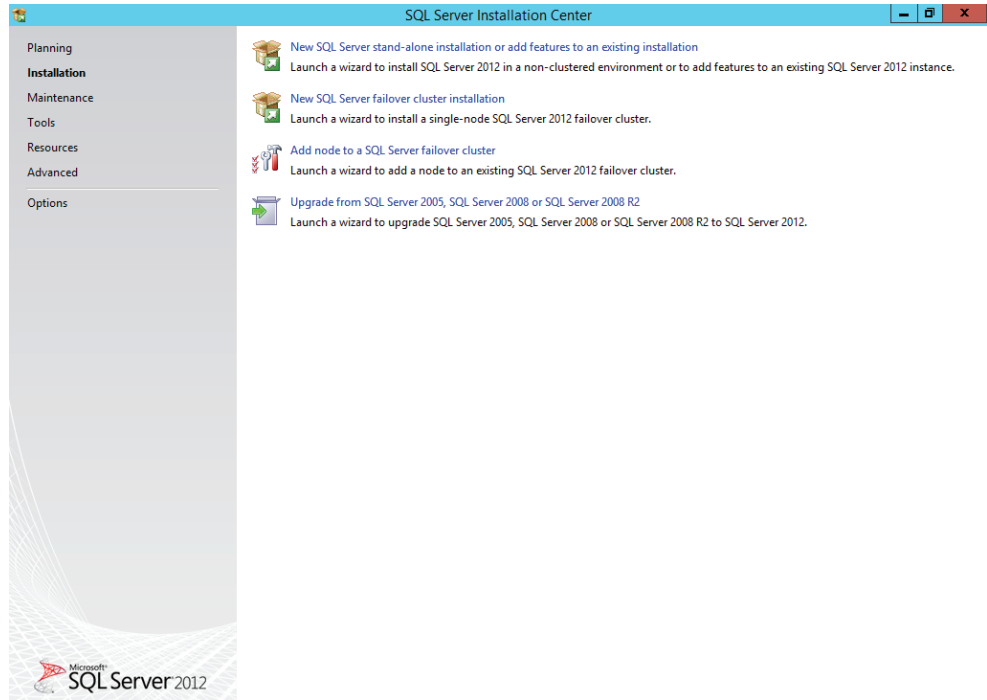 SQL Server Installation Center
Planning
Installation
Maintenance
Tools
Resources
Advanced
Options
New SQL Server stand-alone installation or add features to an existing installation
Launch a wizard to install SQL Server 2012 in a non-clustered environment or to add features to an existing SQL Server 2012 instance.
New SQL Server failover cluster installation
Launch a wizard to install a single-node SQL Server 2012 failover cluster.
Add node to a SQL Server failover cluster
Launch a wizard to add a node to an existing SQL Server 2012 failover cluster.
Upgrade from SQL Server 2005, SQL Server 2008 or SQL Server 2008 R2
Launch a wizard to upgrade SQL Server 2005, SQL Server 2008 or SQL Server 2008 R2 to SQL Server 2012.
Microsoft®
SQL Server 2012